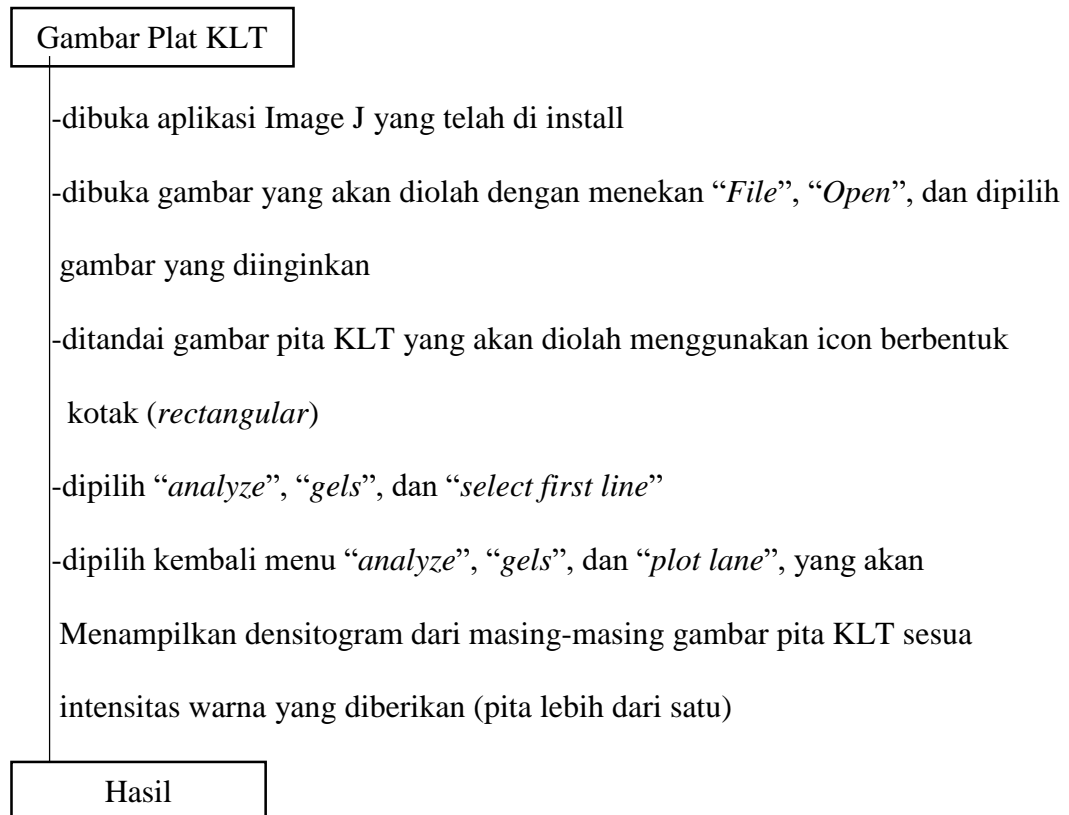 Gambar Plat KLT
-dibuka aplikasi Image J yang telah di install
-dibuka gambar yang akan diolah dengan menekan “File”, “Open”, dan dipilih
gambar yang diinginkan
-ditandai gambar pita KLT yang akan diolah menggunakan icon berbentuk
kotak (rectangular)
-dipilih “analyze”, “gels”, dan “select first line”
-dipilih kembali menu “analyze”, “gels”, dan “plot lane”, yang akan
Menampilkan densitogram dari masing-masing gambar pita KLT sesua
intensitas warna yang diberikan (pita lebih dari satu)
Hasil